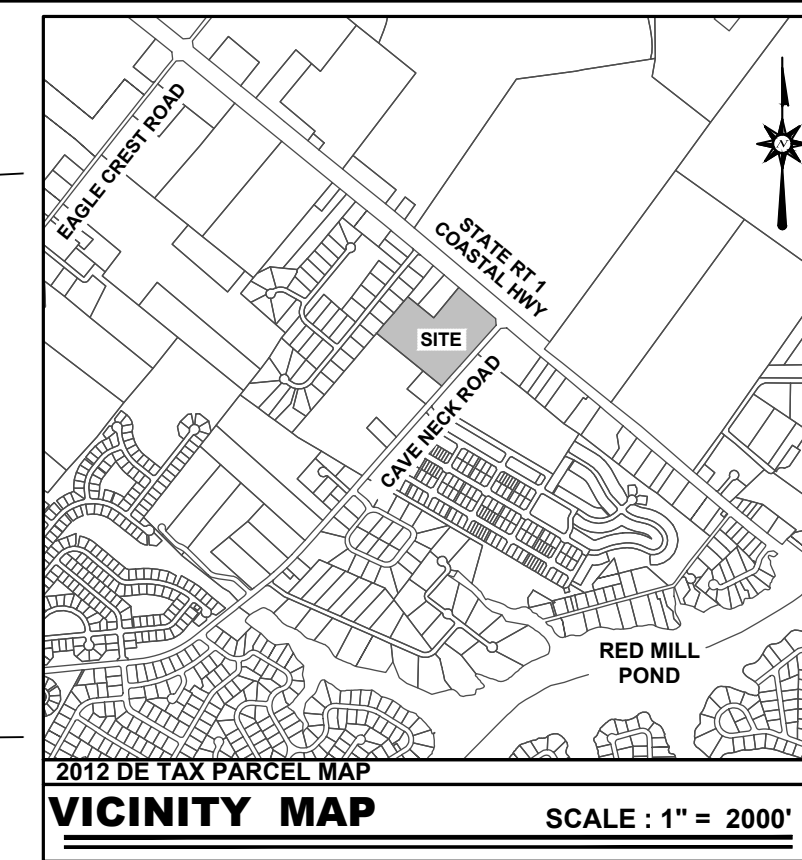 EAGLE CREST ROAD
N
STATE RT 1
COASTAL HWY
SITE
CAVE NECK ROAD
RED MILL
POND
2012 DE TAX PARCEL MAP
VICINITY MAP
SCALE : 1" = 2000'